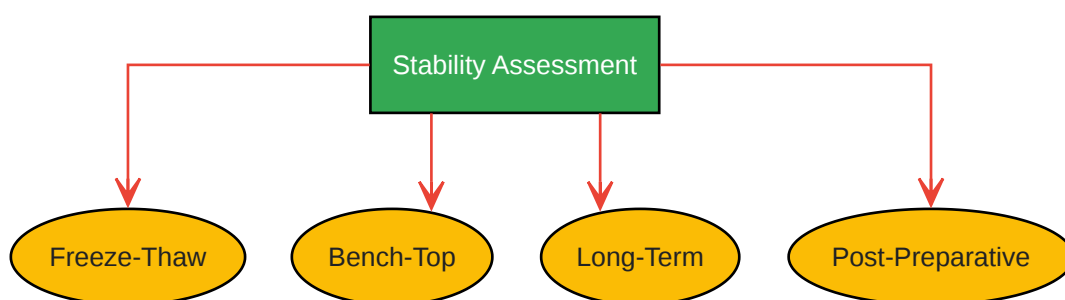 Stability Assessment
Freeze-Thaw
Bench-Top
Long-Term
Post-Preparative